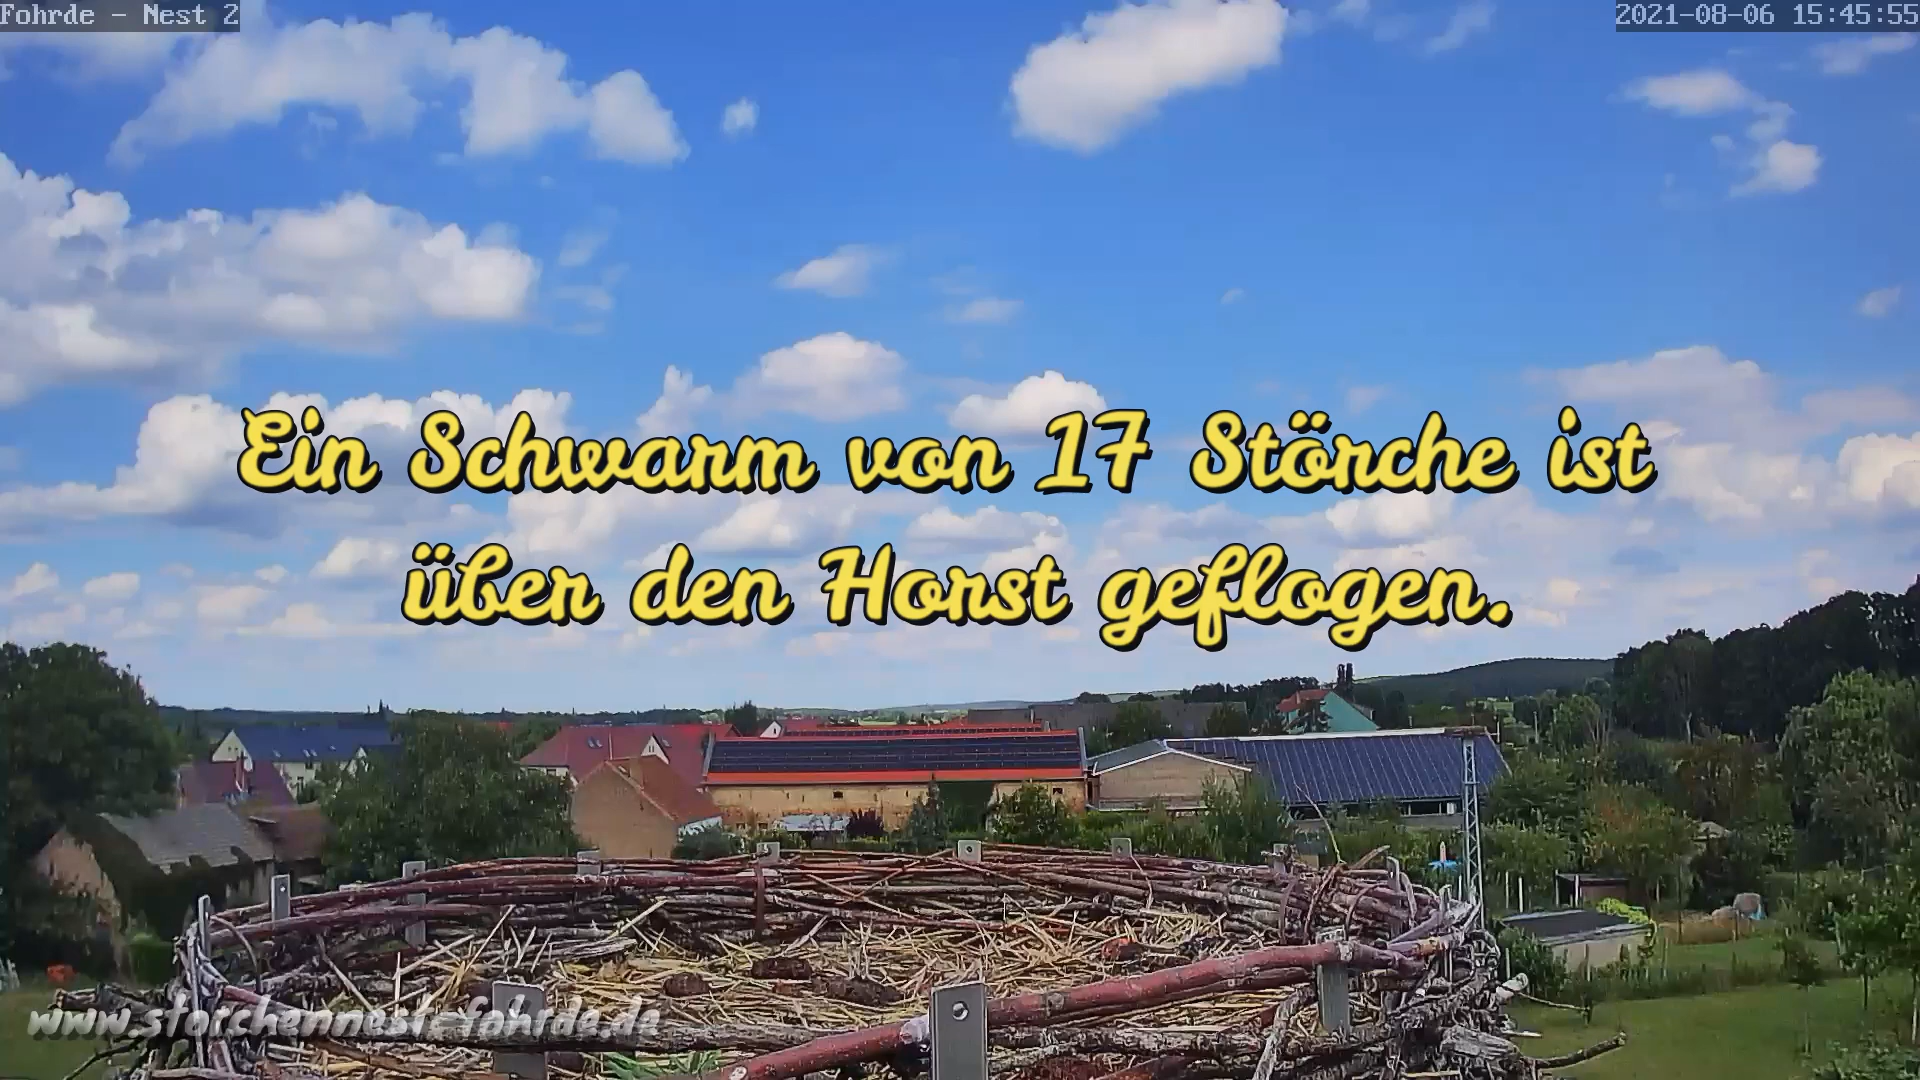 Fohrde - Nest 2
2021-08-06 15:45:55
Ein Schwarm von 17 Störche ist
über den Horst geflogen.
www.storchennest-fohrde.de